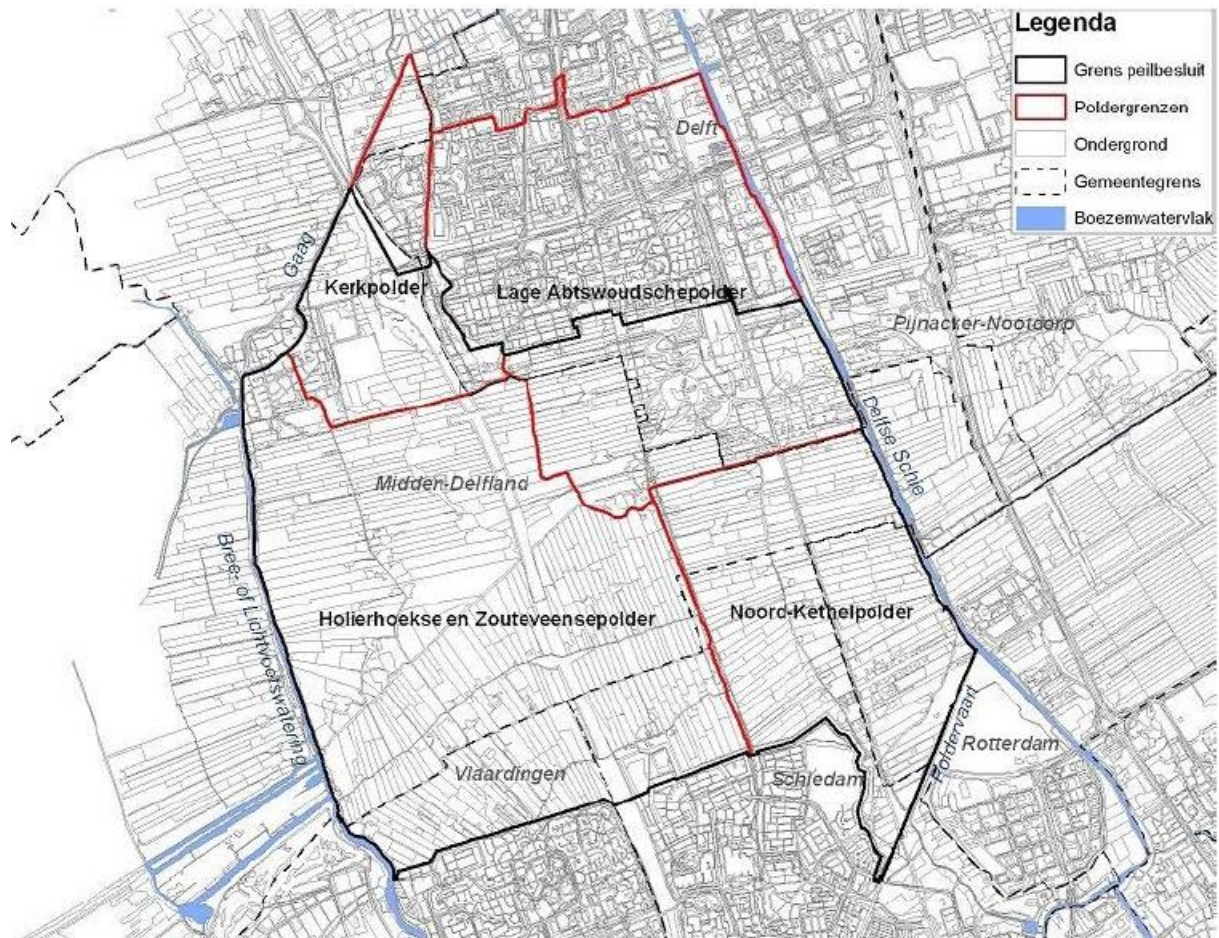 Legenda
Grens peilbesluit
Poldergrenzen
Ondergrond
Gemeentegrens
Boezemwatervlak
Delft
Gaag
Kerkpolder
Lage Abtswoudschepolder
Pijnacker-Nootdorp
Delftse Schie
Midden-Delfland
Bree- of Lichtvoetswatering
Holierhoekse en Zouteveensepolder
Noord-Kethelpolder
Poldervaart
Rotterdam
Vlaardingen
Schiedam